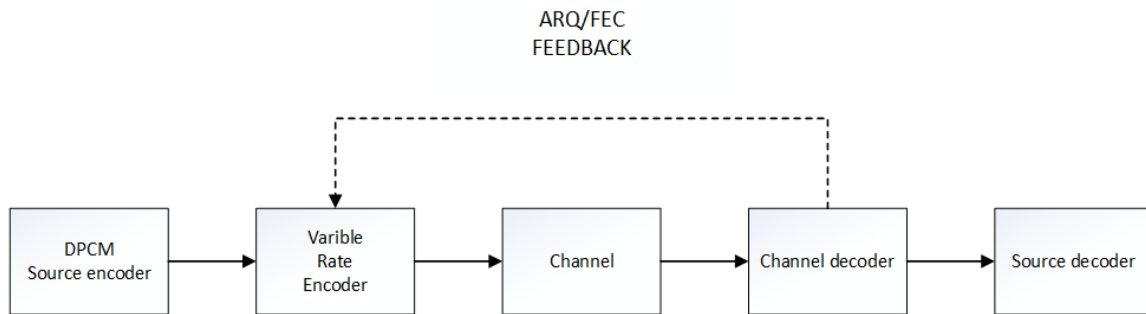 ARQ/FEC
FEEDBACK
DPCM
Source encoder
Varible
Rate
Encoder
Channel
Channel decoder
Source decoder